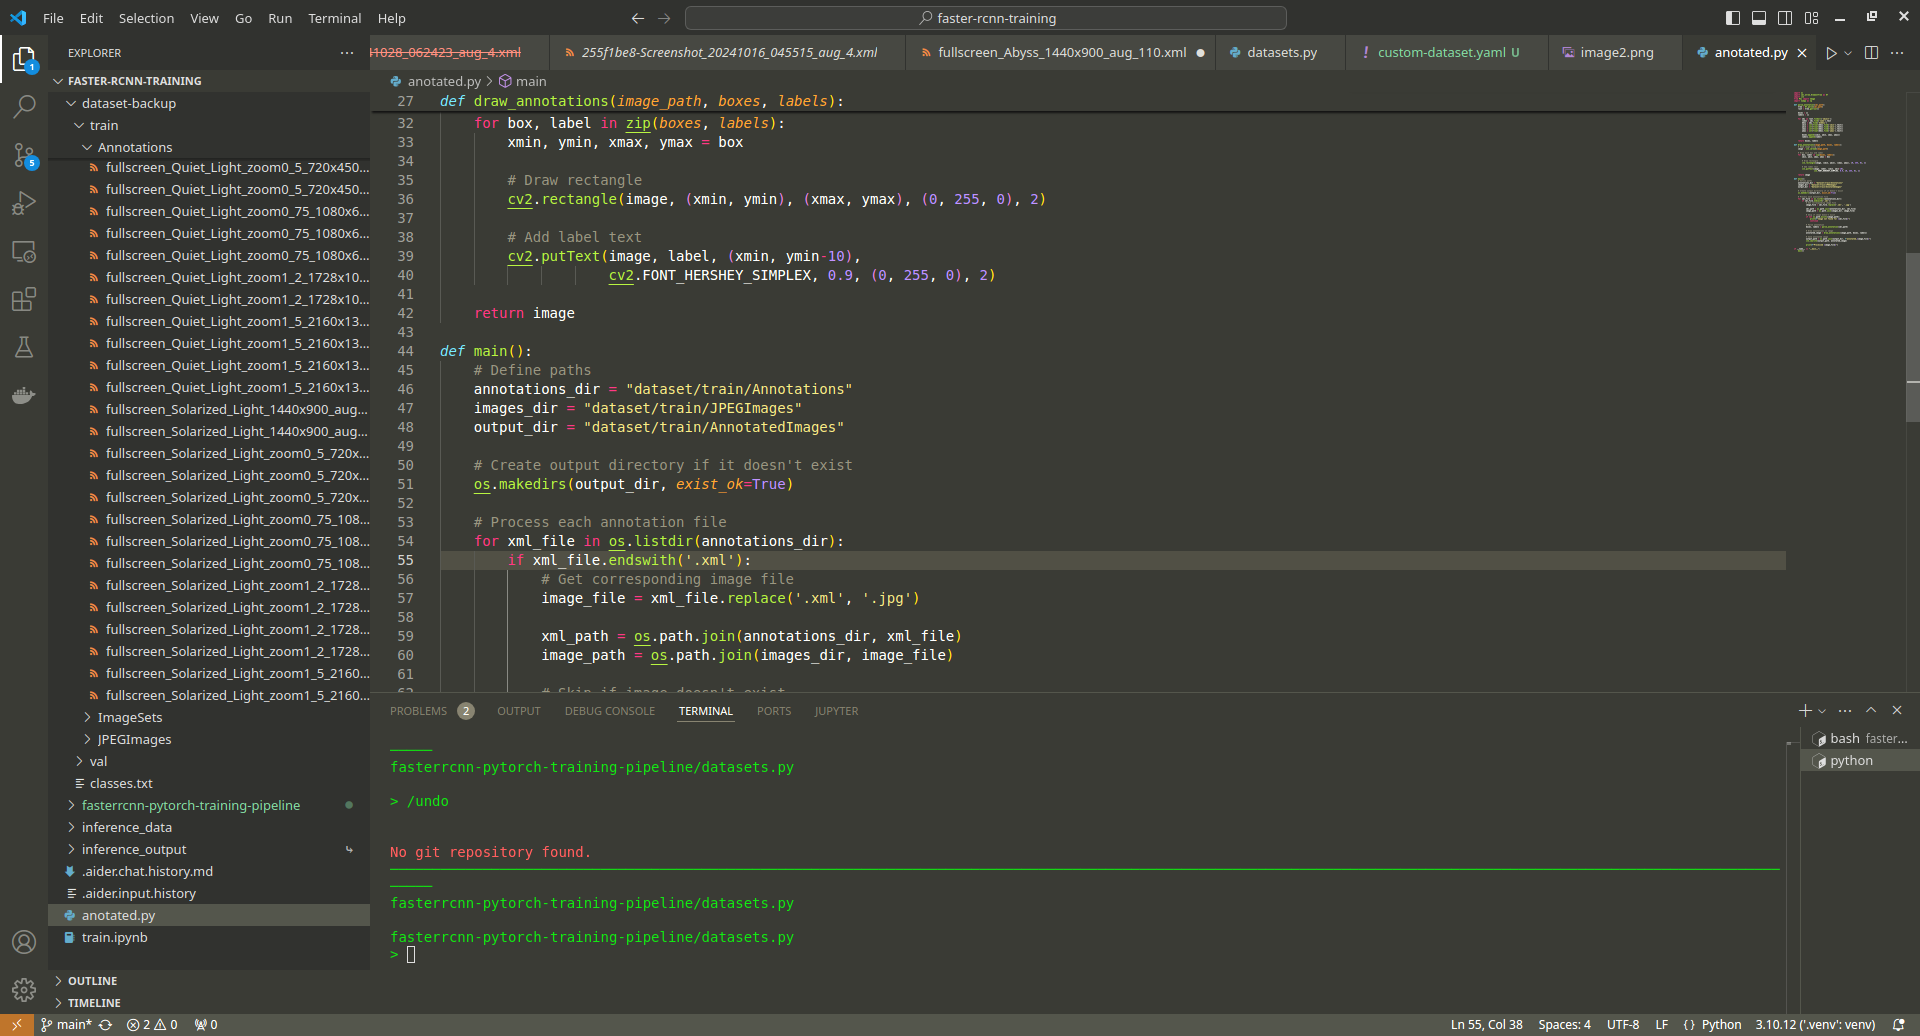 File Edit Selection View Go Run Terminal Help
faster-rcnn-training
EXPLORER
41028_062423_aug_4.xml
255f1be8-Screenshot_20241016_045515_aug_4.xml
fullscreen_Abyss_1440x900_aug_110.xml
datasets.py
custom-dataset.yaml U
image2.png
anotated.py
FASTER-RCNN-TRAINING
dataset-backup
train
Annotations
fullscreen_Quiet_Light_zoom0_5_720x450...
fullscreen_Quiet_Light_zoom0_5_720x450...
fullscreen_Quiet_Light_zoom0_75_1080x6...
fullscreen_Quiet_Light_zoom0_75_1080x6...
fullscreen_Quiet_Light_zoom0_75_1080x6...
fullscreen_Quiet_Light_zoom1_2_1728x10...
fullscreen_Quiet_Light_zoom1_2_1728x10...
fullscreen_Quiet_Light_zoom1_5_2160x13...
fullscreen_Quiet_Light_zoom1_5_2160x13...
fullscreen_Quiet_Light_zoom1_5_2160x13...
fullscreen_Quiet_Light_zoom1_5_2160x13...
fullscreen_Solarized_Light_1440x900_aug...
fullscreen_Solarized_Light_1440x900_aug...
fullscreen_Solarized_Light_zoom0_5_720x...
fullscreen_Solarized_Light_zoom0_5_720x...
fullscreen_Solarized_Light_zoom0_5_720x...
fullscreen_Solarized_Light_zoom0_75_108...
fullscreen_Solarized_Light_zoom0_75_108...
fullscreen_Solarized_Light_zoom0_75_108...
fullscreen_Solarized_Light_zoom1_2_1728...
fullscreen_Solarized_Light_zoom1_2_1728...
fullscreen_Solarized_Light_zoom1_2_1728...
fullscreen_Solarized_Light_zoom1_2_1728...
fullscreen_Solarized_Light_zoom1_5_2160...
fullscreen_Solarized_Light_zoom1_5_2160...
ImageSets
JPEGImages
val
classes.txt
fasterrcnn-pytorch-training-pipeline
inference_data
inference_output
.aider.chat.history.md
.aider.input.history
anotated.py
train.ipynb
OUTLINE
TIMELINE
1
5
anotated.py > main
27 def draw_annotations(image_path, boxes, labels):
32 for box, label in zip(boxes, labels):
33 xmin, ymin, xmax, ymax = box
34
35 # Draw rectangle
36 cv2.rectangle(image, (xmin, ymin), (xmax, ymax), (0, 255, 0), 2)
37
38 # Add label text
39 cv2.putText(image, label, (xmin, ymin-10),
40 cv2.FONT_HERSHEY_SIMPLEX, 0.9, (0, 255, 0), 2)
41
42 return image
43
44 def main():
45 # Define paths
46 annotations_dir = "dataset/train/Annotations"
47 images_dir = "dataset/train/JPEGImages"
48 output_dir = "dataset/train/AnnotatedImages"
49
50 # Create output directory if it doesn't exist
51 os.makedirs(output_dir, exist_ok=True)
52
53 # Process each annotation file
54 for xml_file in os.listdir(annotations_dir):
55 if xml_file.endswith('.xml'):
56 # Get corresponding image file
57 image_file = xml_file.replace('.xml', '.jpg')
58
59 xml_path = os.path.join(annotations_dir, xml_file)
60 image_path = os.path.join(images_dir, image_file)
61
62 # Skip if image doesn't exist
PROBLEMS 2 OUTPUT DEBUG CONSOLE TERMINAL PORTS JUPYTER
fasterrcnn-pytorch-training-pipeline/datasets.py
> /undo
No git repository found.
fasterrcnn-pytorch-training-pipeline/datasets.py
fasterrcnn-pytorch-training-pipeline/datasets.py
>
bash faster...
python
main* 2 0 0
Ln 55, Col 38 Spaces: 4 UTF-8 LF { } Python 3.10.12 ('.venv': venv)